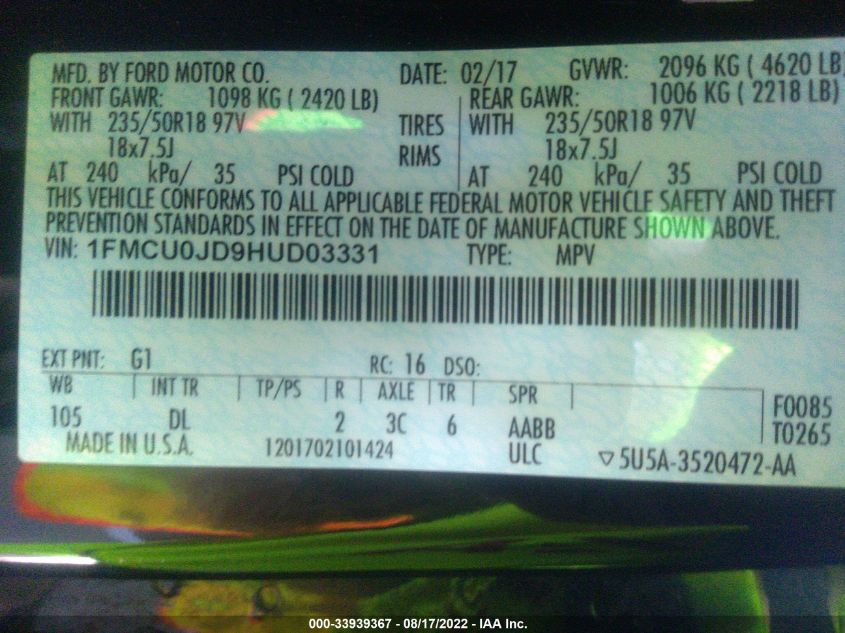 MFD. BY FORD MOTOR CO. DATE: 02/17 GVWR: 2096 KG ( 4620 LB)
FRONT GAWR: 1098 KG ( 2420 LB) REAR GAWR: 1006 KG ( 2218 LB)
WITH 235/50R18 97V TIRES WITH 235/50R18 97V
18x7.5J RIMS 18x7.5J
AT 240 kPa/ 35 PSI COLD AT 240 kPa/ 35 PSI COLD
THIS VEHICLE CONFORMS TO ALL APPLICABLE FEDERAL MOTOR VEHICLE SAFETY AND THEFT
PREVENTION STANDARDS IN EFFECT ON THE DATE OF MANUFACTURE SHOWN ABOVE.
VIN: 1FMCU0JD9HUD03331 TYPE: MPV
EXT PNT: G1 RC: 16 DSO:
WB INT TR TP/PS R AXLE TR SPR F0085
105 DL 2 3C 6 AABB T0265
MADE IN U.S.A. 1201702101424 ULC ▽5U5A-3520472-AA
000-33939367 - 08/17/2022 - IAA Inc.